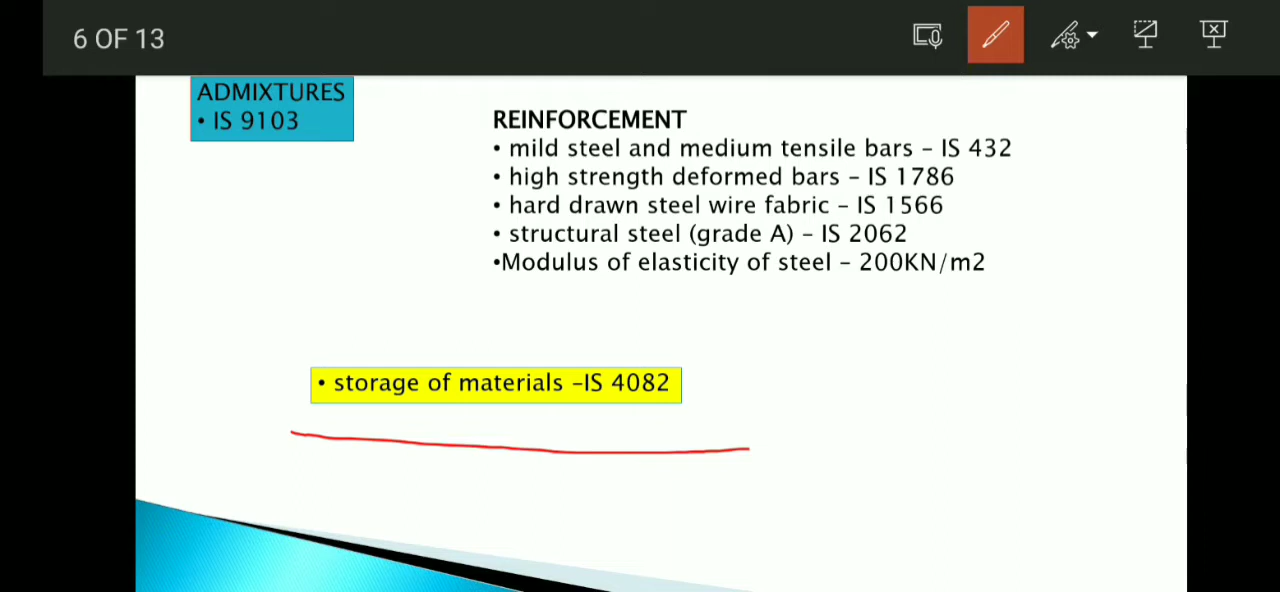 6 OF 13
ADMIXTURES
• IS 9103
REINFORCEMENT
• mild steel and medium tensile bars – IS 432
• high strength deformed bars – IS 1786
• hard drawn steel wire fabric – IS 1566
• structural steel (grade A) – IS 2062
•Modulus of elasticity of steel – 200KN/m2
• storage of materials –IS 4082